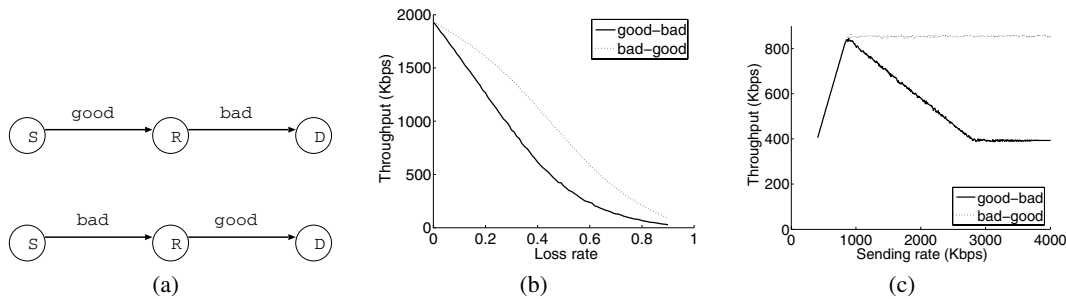 good
bad
S
R
D
bad
good
S
R
D
(a)
2000
1500
1000
500
0
0
0.2
0.4
0.6
0.8
1
Throughput (Kbps)
Loss rate
good−bad
bad−good
(b)
800
600
400
200
0
1000
2000
3000
4000
Throughput (Kbps)
Sending rate (Kbps)
good−bad
bad−good
(c)